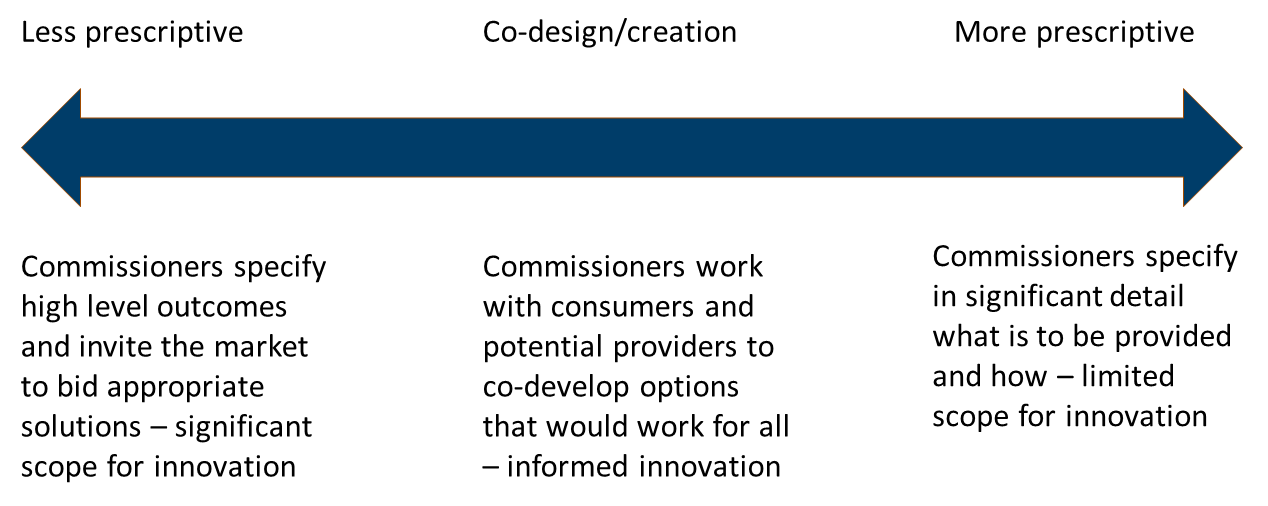 Less prescriptive
Co-design/creation
More prescriptive
Commissioners specify
high level outcomes
and invite the market
to bid appropriate
solutions – significant
scope for innovation
Commissioners work
with consumers and
potential providers to
co-develop options
that would work for all
– informed innovation
Commissioners specify
in significant detail
what is to be provided
and how – limited
scope for innovation